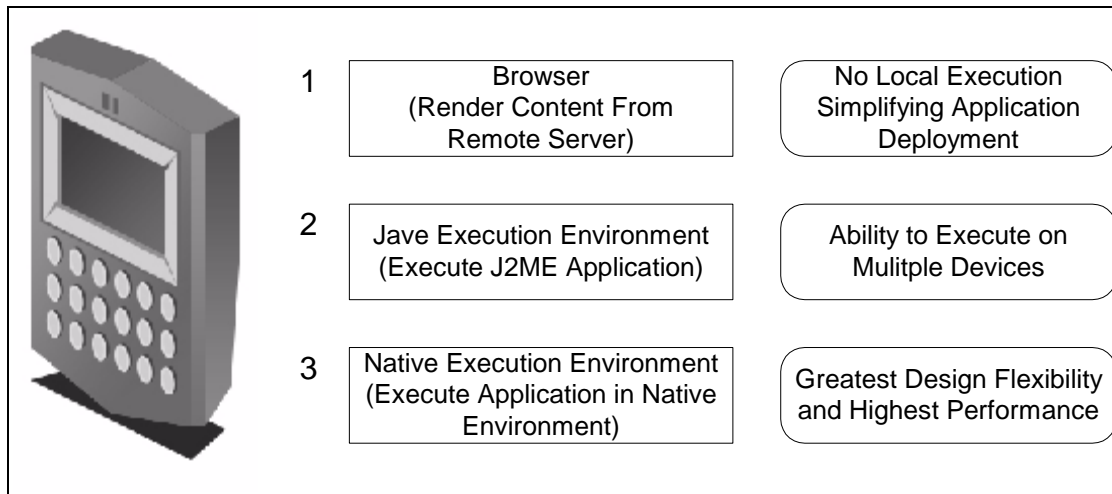 1
Browser
(Render Content From
Remote Server)
No Local Execution
Simplifying Application
Deployment
2
Jave Execution Environment
(Execute J2ME Application)
Ability to Execute on
Mulitple Devices
3
Native Execution Environment
(Execute Application in Native
Environment)
Greatest Design Flexibility
and Highest Performance